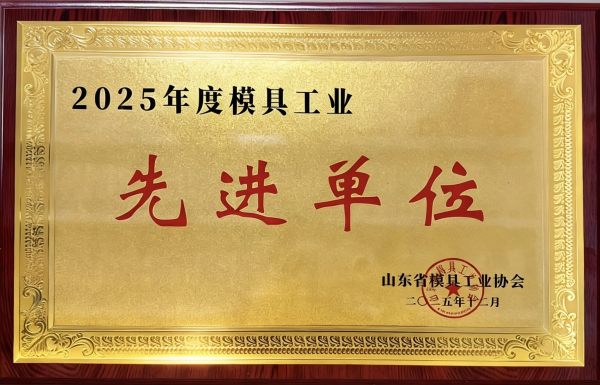 2025年度模具工业
先进单位
山东省模具工业协会
二〇二五年十二月